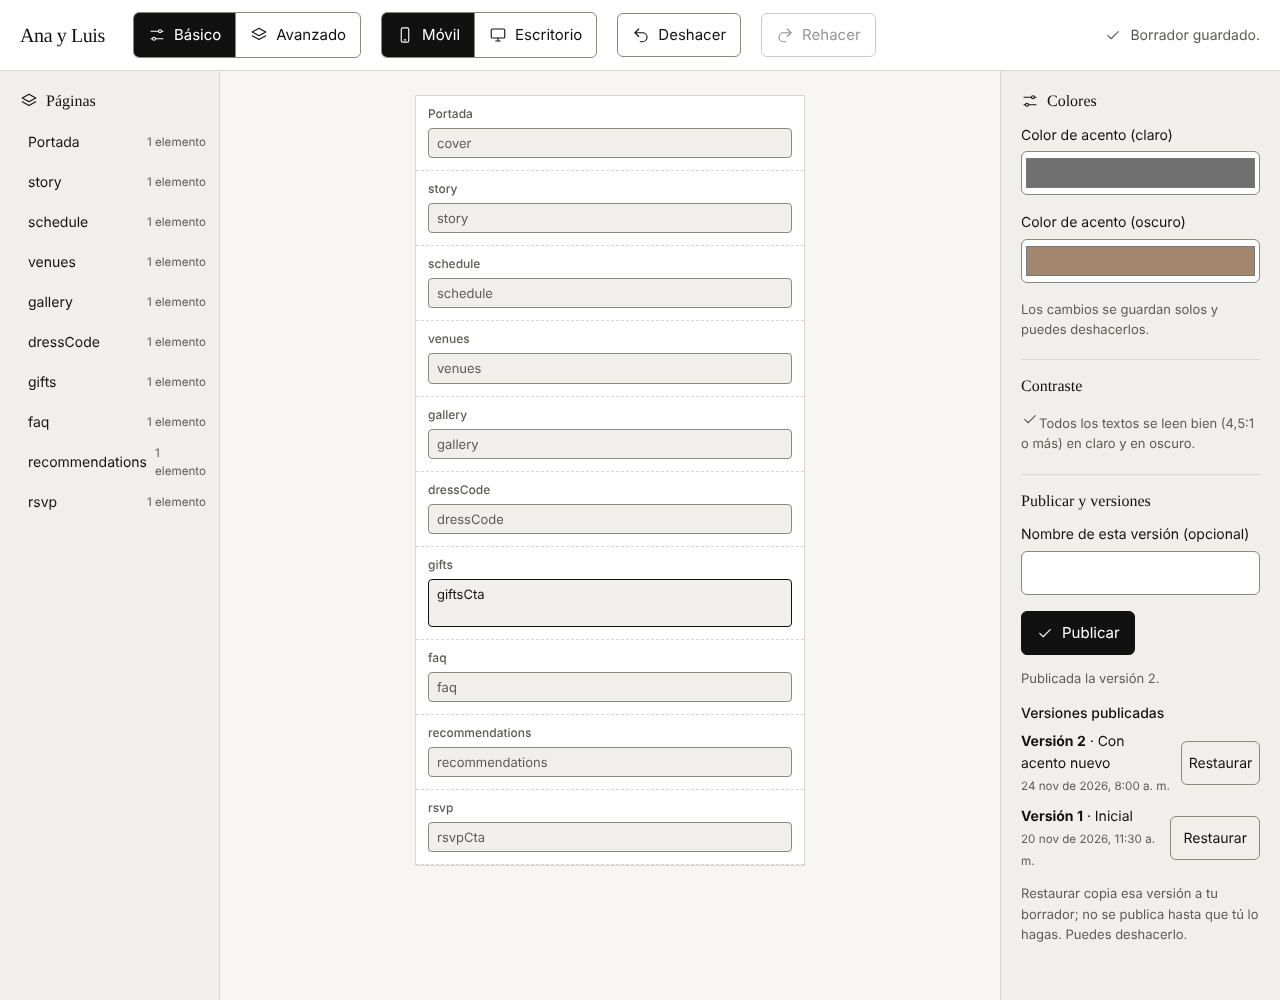 Ana y Luis
Básico
Avanzado
Móvil
Escritorio
Deshacer
Rehacer
Borrador guardado.
Páginas
Portada
1 elemento
story
1 elemento
schedule
1 elemento
venues
1 elemento
gallery
1 elemento
dressCode
1 elemento
gifts
1 elemento
faq
1 elemento
recommendations
1
elemento
rsvp
1 elemento
Portada
cover
story
story
schedule
schedule
venues
venues
gallery
gallery
dressCode
dressCode
gifts
giftsCta
faq
faq
recommendations
recommendations
rsvp
rsvpCta
Colores
Color de acento (claro)
Color de acento (oscuro)
Los cambios se guardan solos y
puedes deshacerlos.
Contraste
Todos los textos se leen bien (4,5:1
o más) en claro y en oscuro.
Publicar y versiones
Nombre de esta versión (opcional)
Publicar
Publicada la versión 2.
Versiones publicadas
Versión 2 · Con
acento nuevo
24 nov de 2026, 8:00 a. m.
Restaurar
Versión 1 · Inicial
20 nov de 2026, 11:30 a.
m.
Restaurar
Restaurar copia esa versión a tu
borrador; no se publica hasta que tú lo
hagas. Puedes deshacerlo.